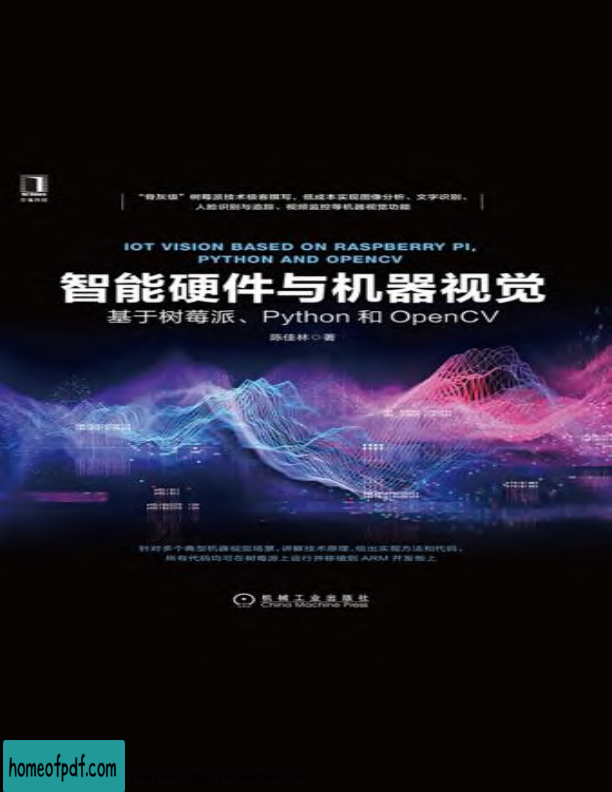 “骨灰级”树莓派技术极客撰写，低成本实现图像分析、文字识别、
人脸识别与追踪、视频监控等机器视觉功能
IOT VISION BASED ON RASPBERRY PI,
PYTHON AND OPENCV
智能硬件与机器视觉
基于树莓派、Python 和 OpenCV
陈佳林◎著
针对多个典型机器视觉场景，讲解技术原理，给出实现方法和代码，
所有代码均可在树莓派上运行并移植到 ARM 开发板上
机械工业出版社
China Machine Press
homeofpdf.com